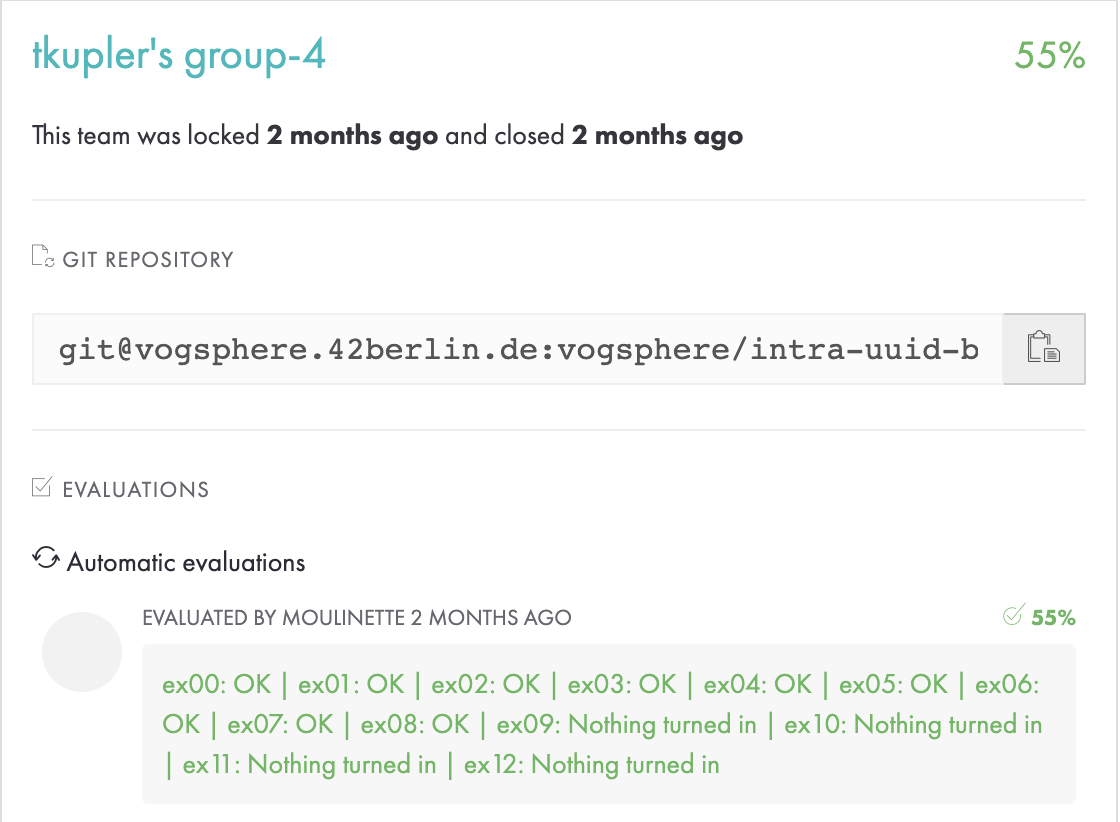 tkupler's group-4
55%
This team was locked 2 months ago and closed 2 months ago
GIT REPOSITORY
git@vogsphere.42berlin.de:vogsphere/intra-uuid-b
EVALUATIONS
Automatic evaluations
EVALUATED BY MOULINETTE 2 MONTHS AGO
55%
ex00: OK | ex01: OK | ex02: OK | ex03: OK | ex04: OK | ex05: OK | ex06:
OK | ex07: OK | ex08: OK | ex09: Nothing turned in | ex10: Nothing turned in
| ex11: Nothing turned in | ex12: Nothing turned in